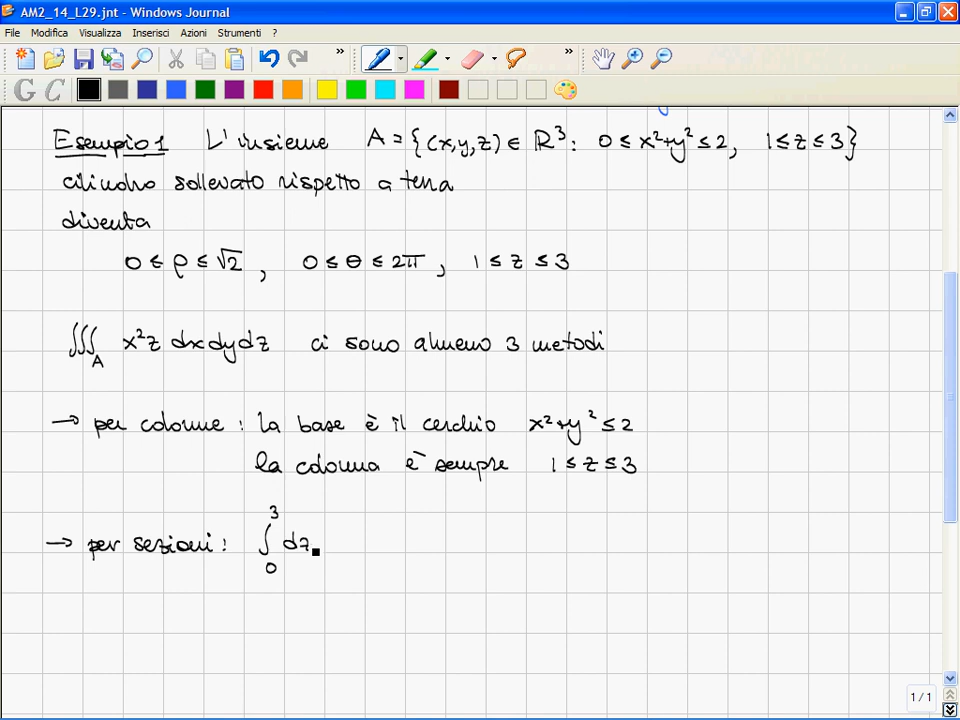 AM2_14_L29.jnt - Windows Journal
File Modifica Visualizza Inserisci Azioni Strumenti ?
Esempio 1 L'insieme A = {(x,y,z) ∈ ℝ³: 0 ≤ x²+y² ≤ 2, 1 ≤ z ≤ 3}
cilindro sollevato rispetto a terra
diventa
0 ≤ ρ ≤ √2, 0 ≤ θ ≤ 2π, 1 ≤ z ≤ 3
∭_A x²z dxdydz ci sono almeno 3 metodi
→ per colonne: la base è il cerchio x²+y² ≤ 2
la colonna è sempre 1 ≤ z ≤ 3
→ per sezioni: ∫₀³ dz
1 / 1